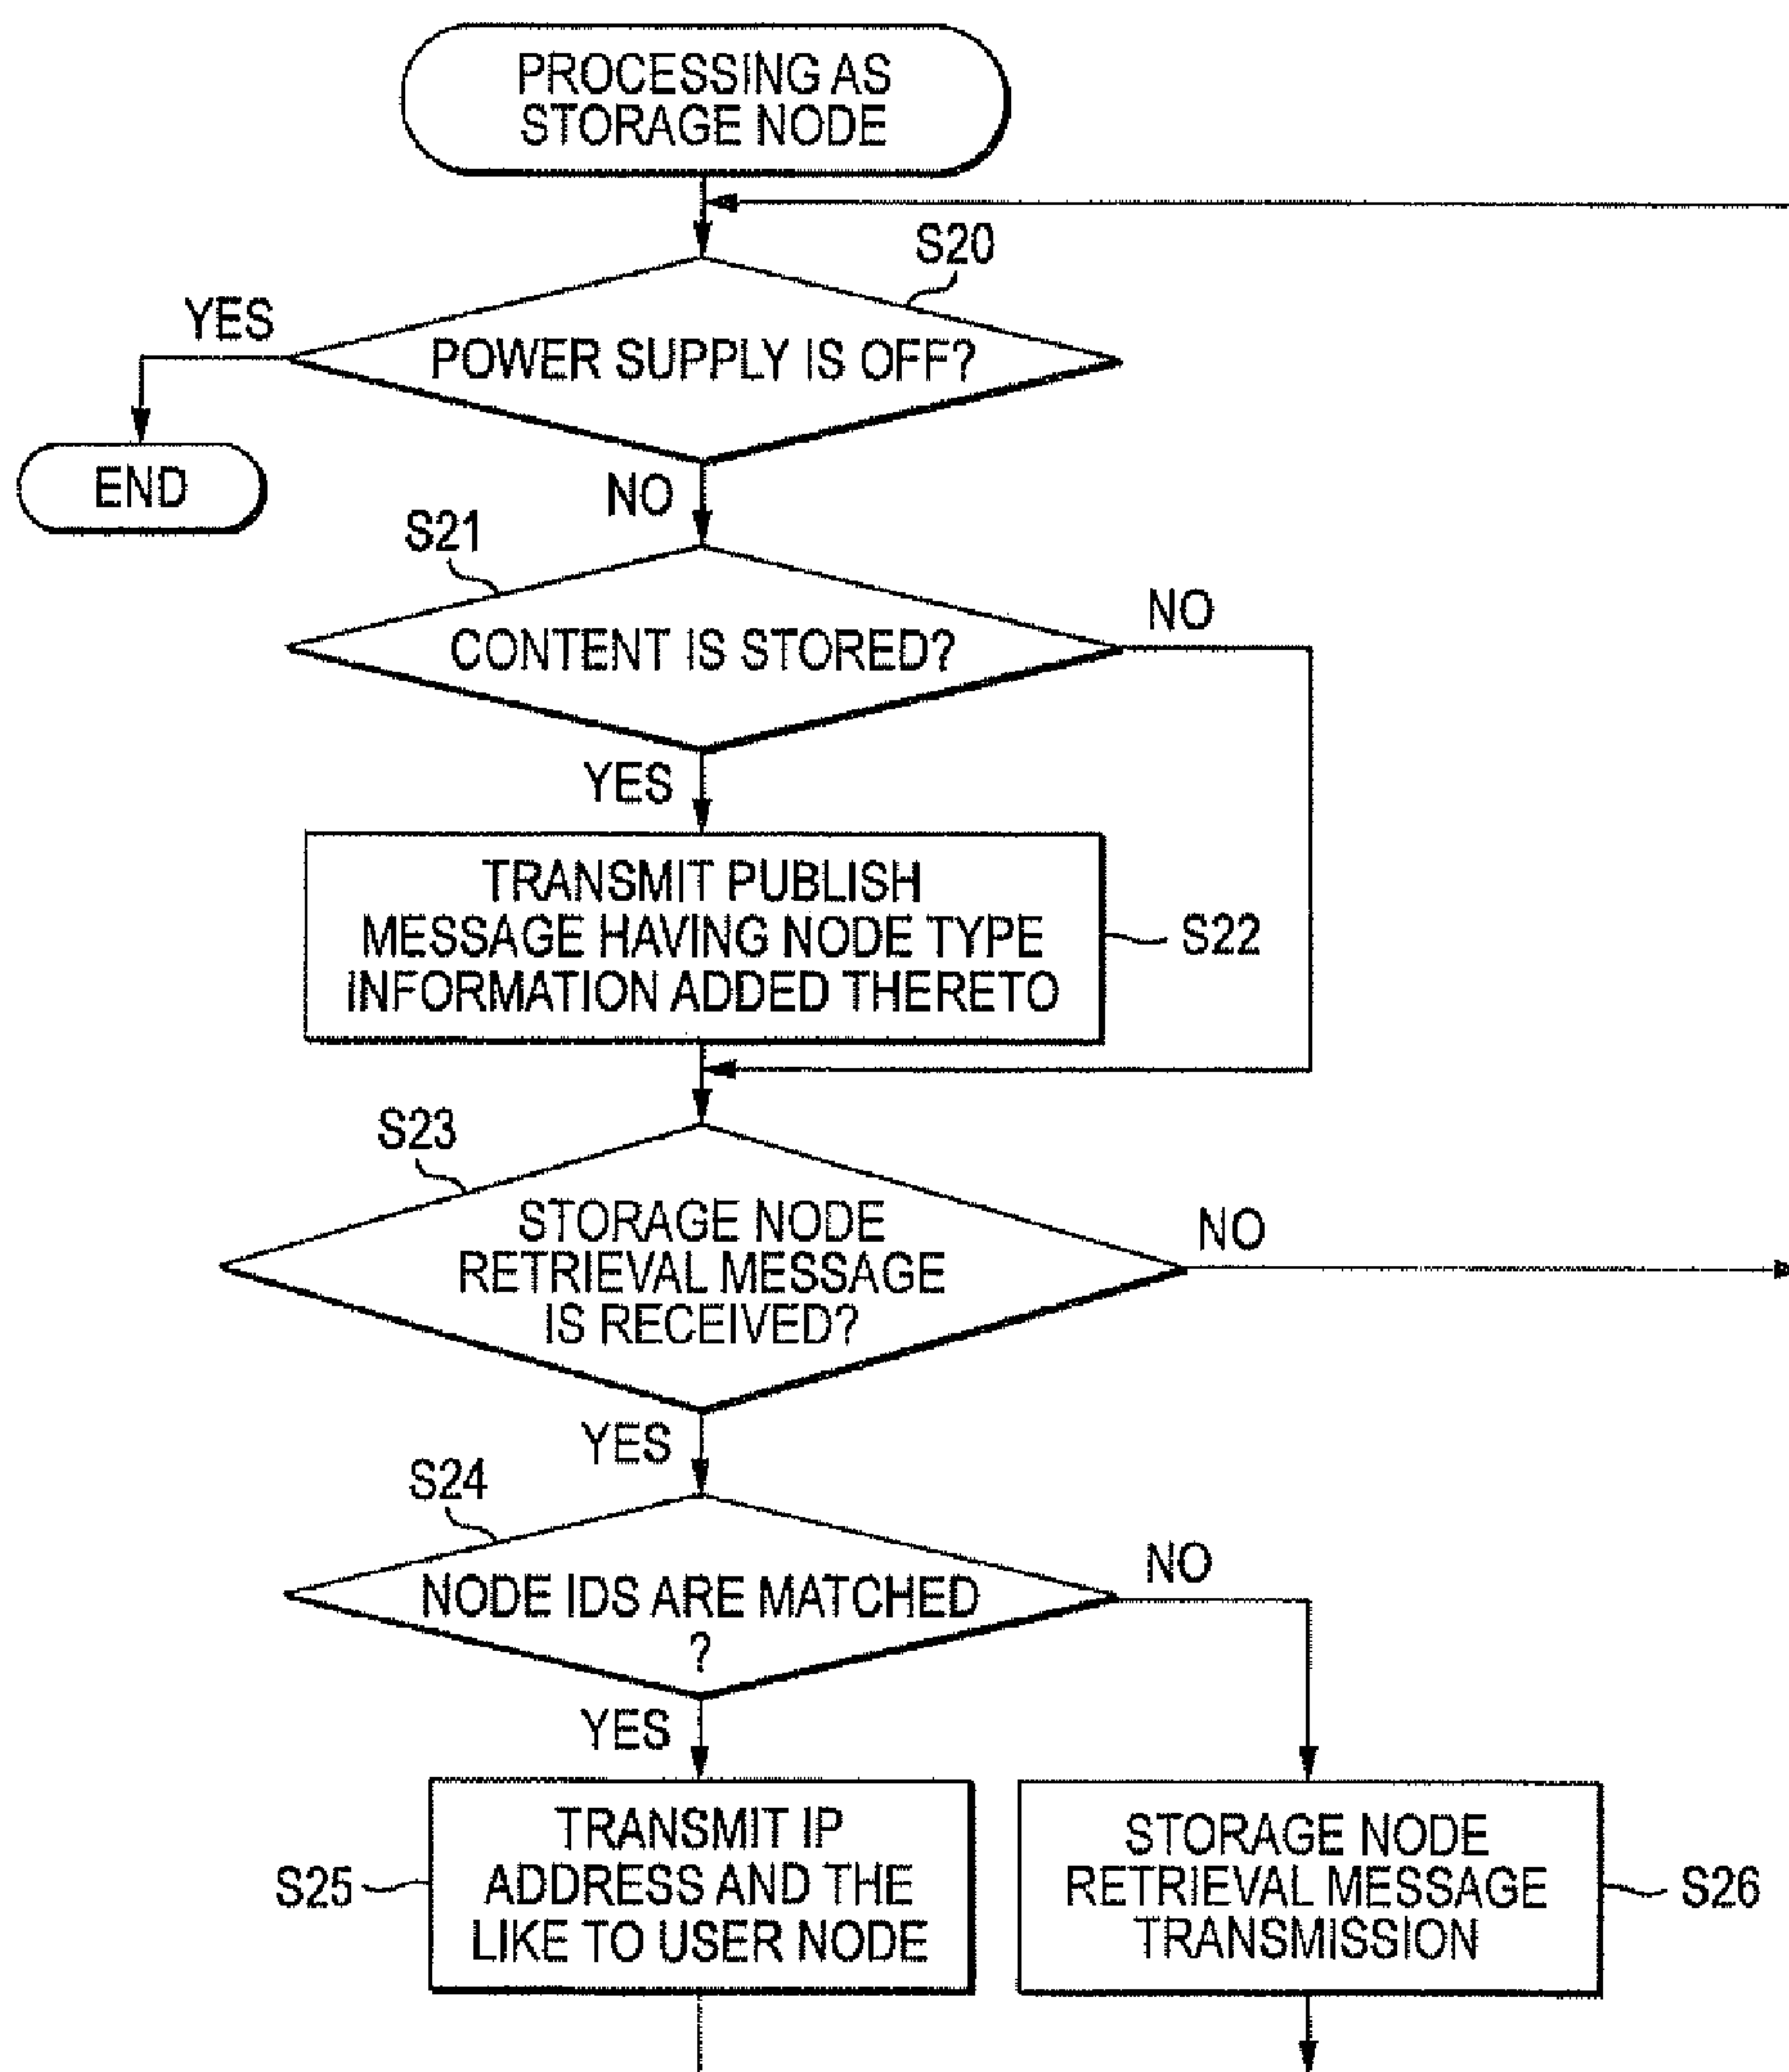 PROCESSING AS
STORAGE NODE
S20
YES
POWER SUPPLY IS OFF?
END
NO
S21
NO
CONTENT IS STORED?
YES
TRANSMIT PUBLISH
MESSAGE HAVING NODE TYPE
INFORMATION ADDED THERETO
S22
S23
STORAGE NODE
RETRIEVAL MESSAGE
IS RECEIVED?
NO
YES
S24
NO
NODE IDS ARE MATCHED
?
YES
TRANSMIT IP
ADDRESS AND THE
LIKE TO USER NODE
S25
STORAGE NODE
RETRIEVAL MESSAGE
TRANSMISSION
S26